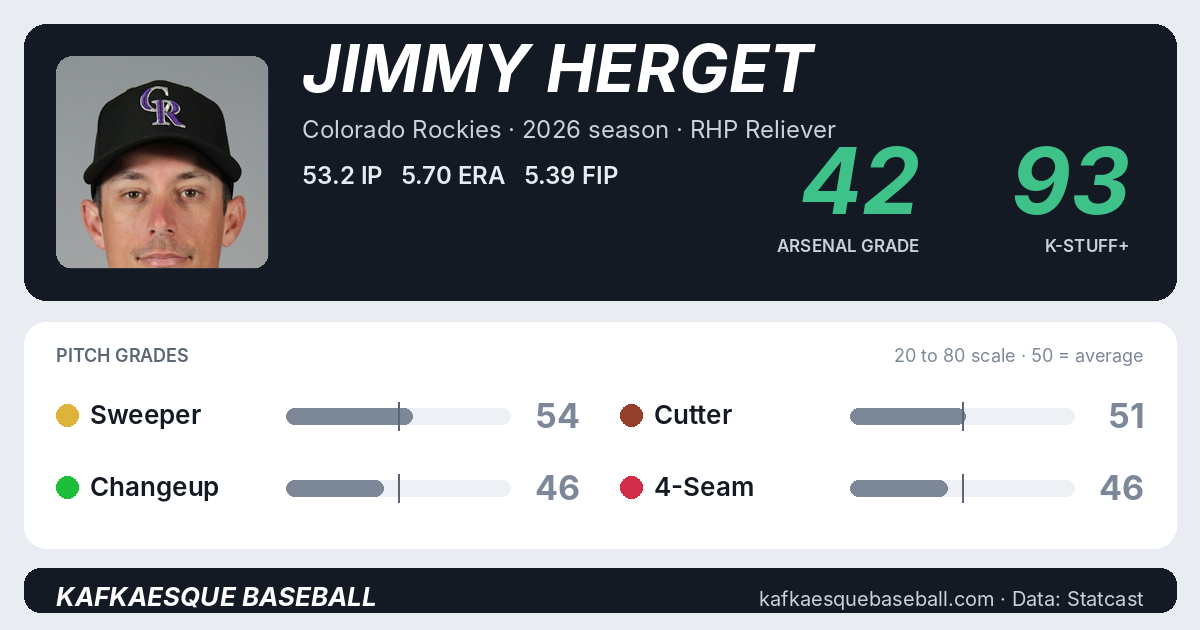 JIMMY HERGET
Colorado Rockies · 2026 season · RHP Reliever
53.2 IP 5.70 ERA 5.39 FIP
42 93
ARSENAL GRADE K-STUFF+
CR
PITCH GRADES 20 to 80 scale · 50 = average
Sweeper 54 Cutter 51
Changeup 46 4-Seam 46
KAFKAESQUE BASEBALL kafkaesquebaseball.com · Data: Statcast